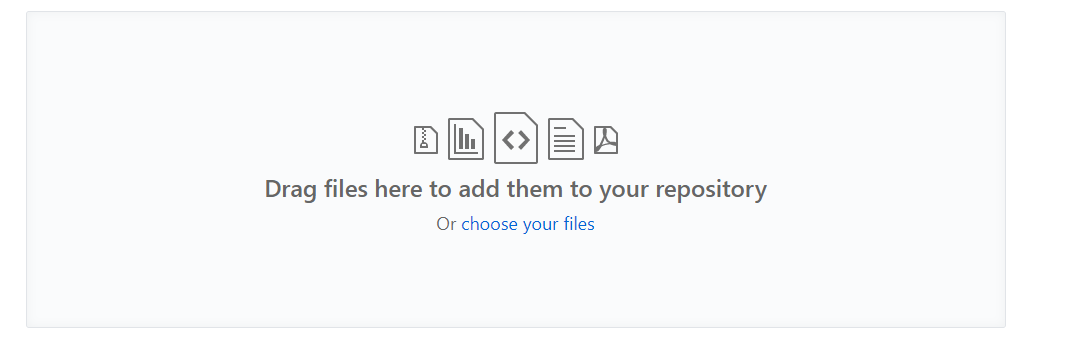 Drag files here to add them to your repository
Or choose your files